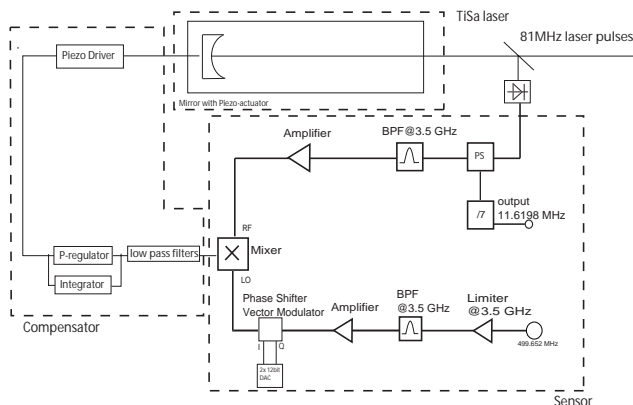 TiSa laser
81MHz laser pulses
Piezo Driver
Mirror with Piezo-actuator
Amplifier
BPF@3.5 GHz
PS
output
11.6198 MHz
/7
RF
Mixer
LO
P-regulator
low pass filters
Integrator
Compensator
Phase Shifter
Vector Modulator
I
Q
2x 12bit
DAC
Amplifier
BPF
@3.5 GHz
Limiter
@3.5 GHz
499.652 MHz
Sensor